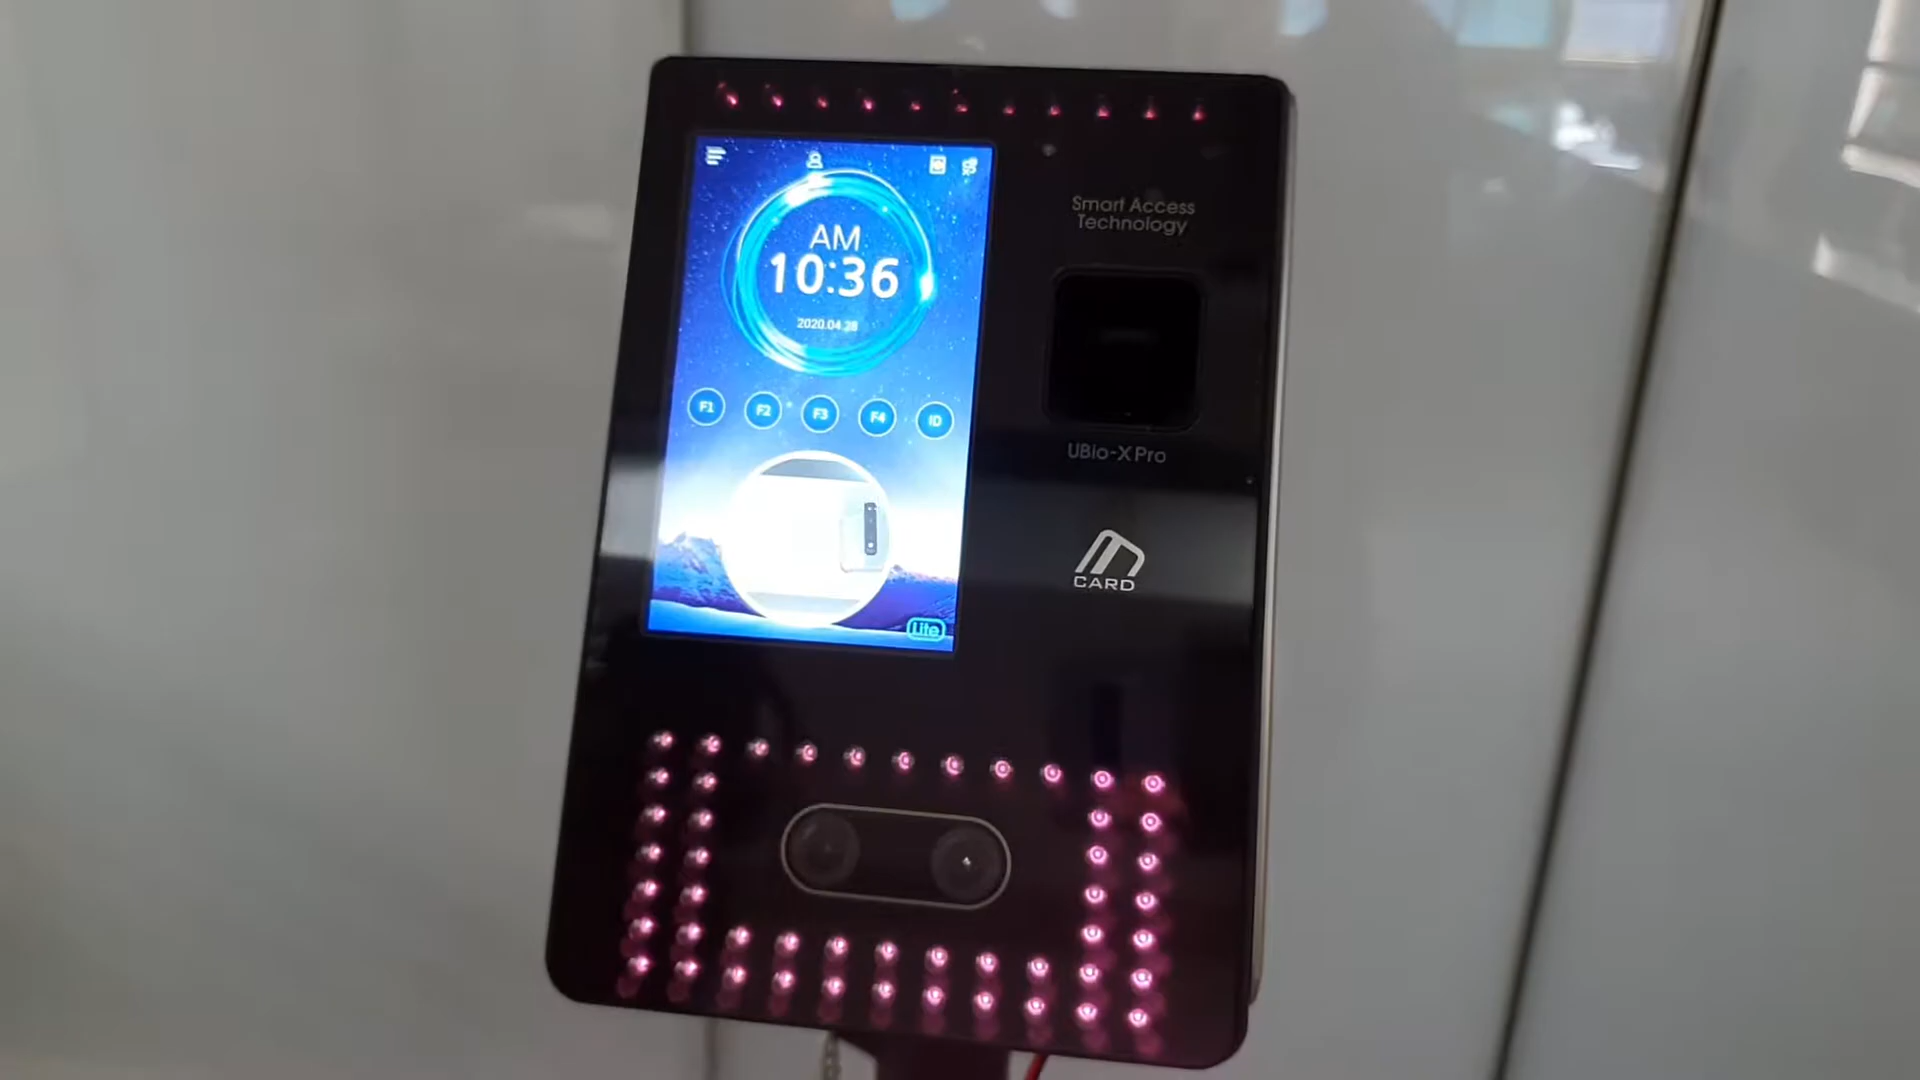 AM
10:36
2020.04.28
F1 F2 F3 F4 ID
Lite
Smart Access
Technology
UBio-X Pro
CARD